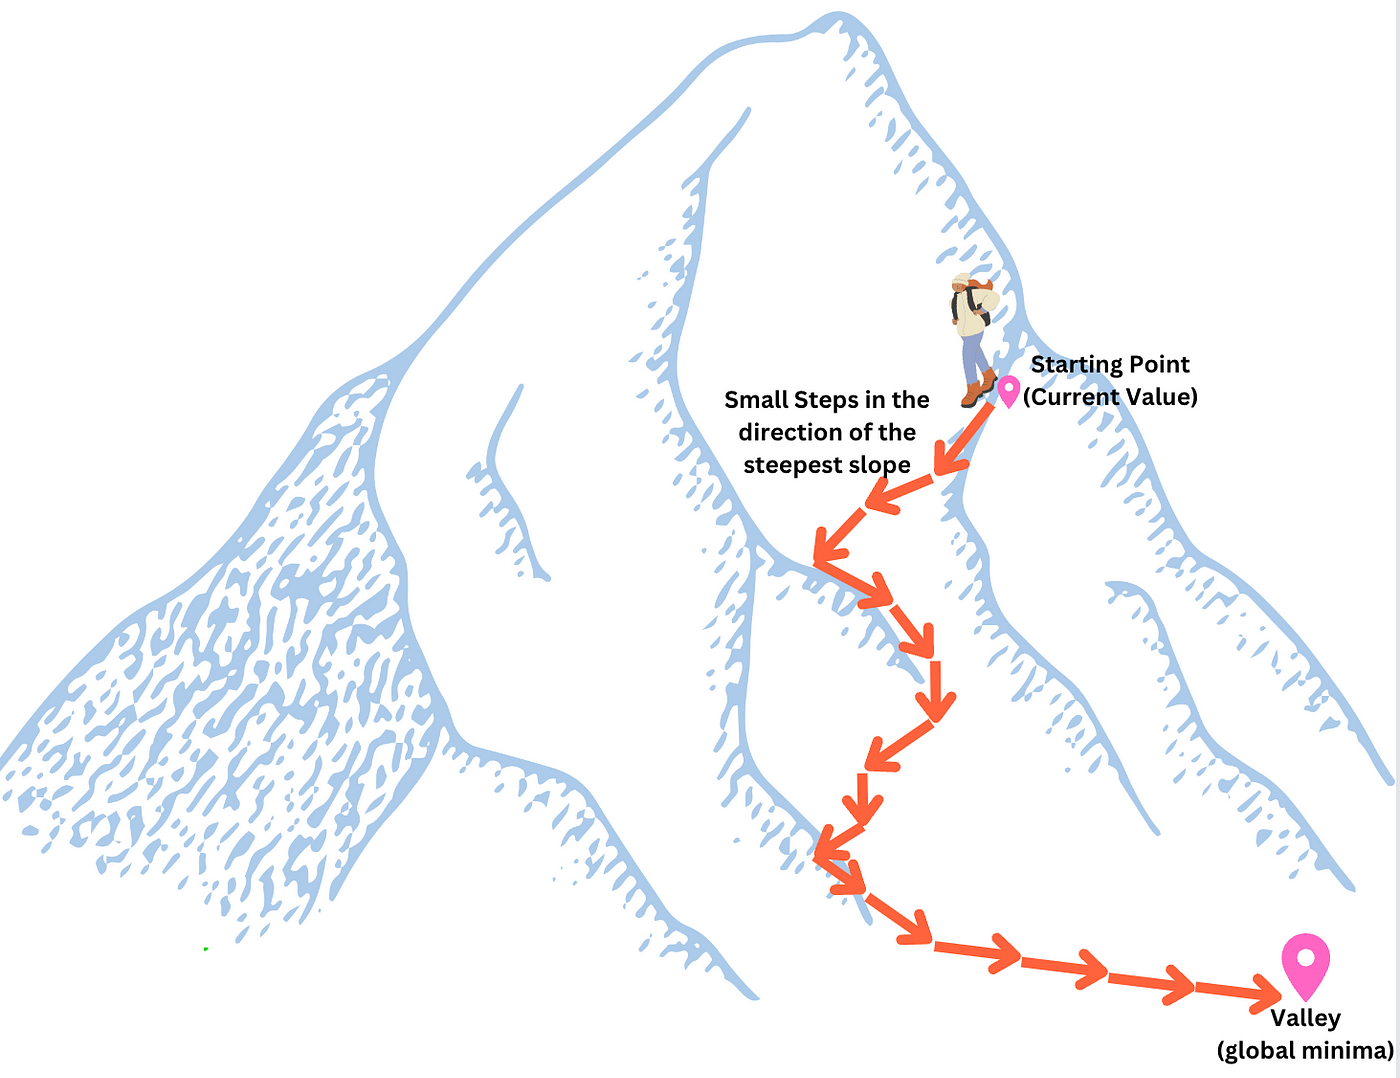 Starting Point
(Current Value)
Small Steps in the
direction of the
steepest slope
Valley
(global minima)